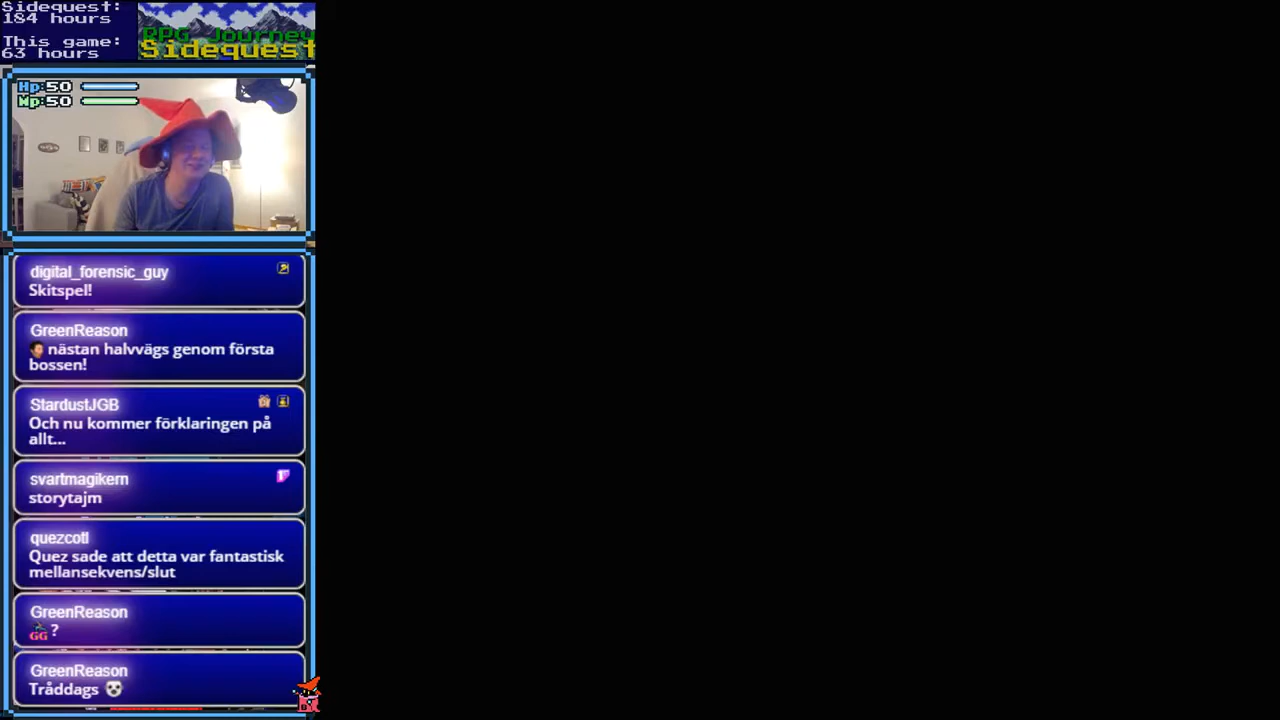 Sidequest:
184 hours
This game:
63 hours
RPG Journey
Sidequest
Hp:50
Mp:50
digital_forensic_guy
Skitspel!
GreenReason
nästan halvvägs genom första
bossen!
StardustJGB
Och nu kommer förklaringen på
allt...
svartmagikern
storytajm
quezcotl
Quez sade att detta var fantastisk
mellansekvens/slut
GreenReason
GG ?
GreenReason
Tråddags